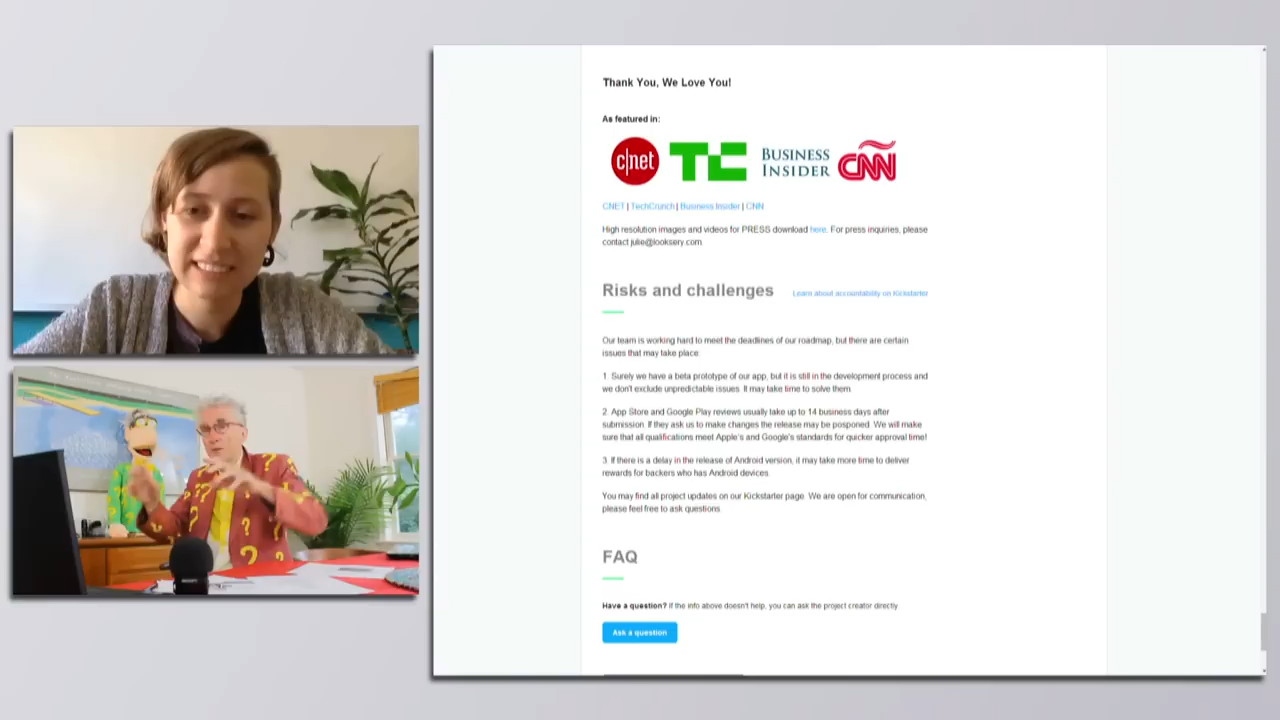 Thank You, We Love You!
As featured in:
c|net
TC
BUSINESS
INSIDER
CNN
CNET | TechCrunch | Business Insider | CNN
High resolution images and videos for PRESS download here. For press inquiries, please
contact julie@looksery.com.
Risks and challenges
Learn about accountability on Kickstarter
Our team is working hard to meet the deadlines of our roadmap, but there are certain
issues that may take place:
1. Surely we have a beta prototype of our app, but it is still in the development process and
we don't exclude unpredictable issues. It may take time to solve them.
2. App Store and Google Play reviews usually take up to 14 business days after
submission. If they ask us to make changes the release may be posponed. We will make
sure that all qualifications meet Apple's and Google's standards for quicker approval time!
3. If there is a delay in the release of Android version, it may take more time to deliver
rewards for backers who has Android devices.
You may find all project updates on our Kickstarter page. We are open for communication,
please feel free to ask questions.
FAQ
Have a question? If the info above doesn't help, you can ask the project creator directly.
Ask a question